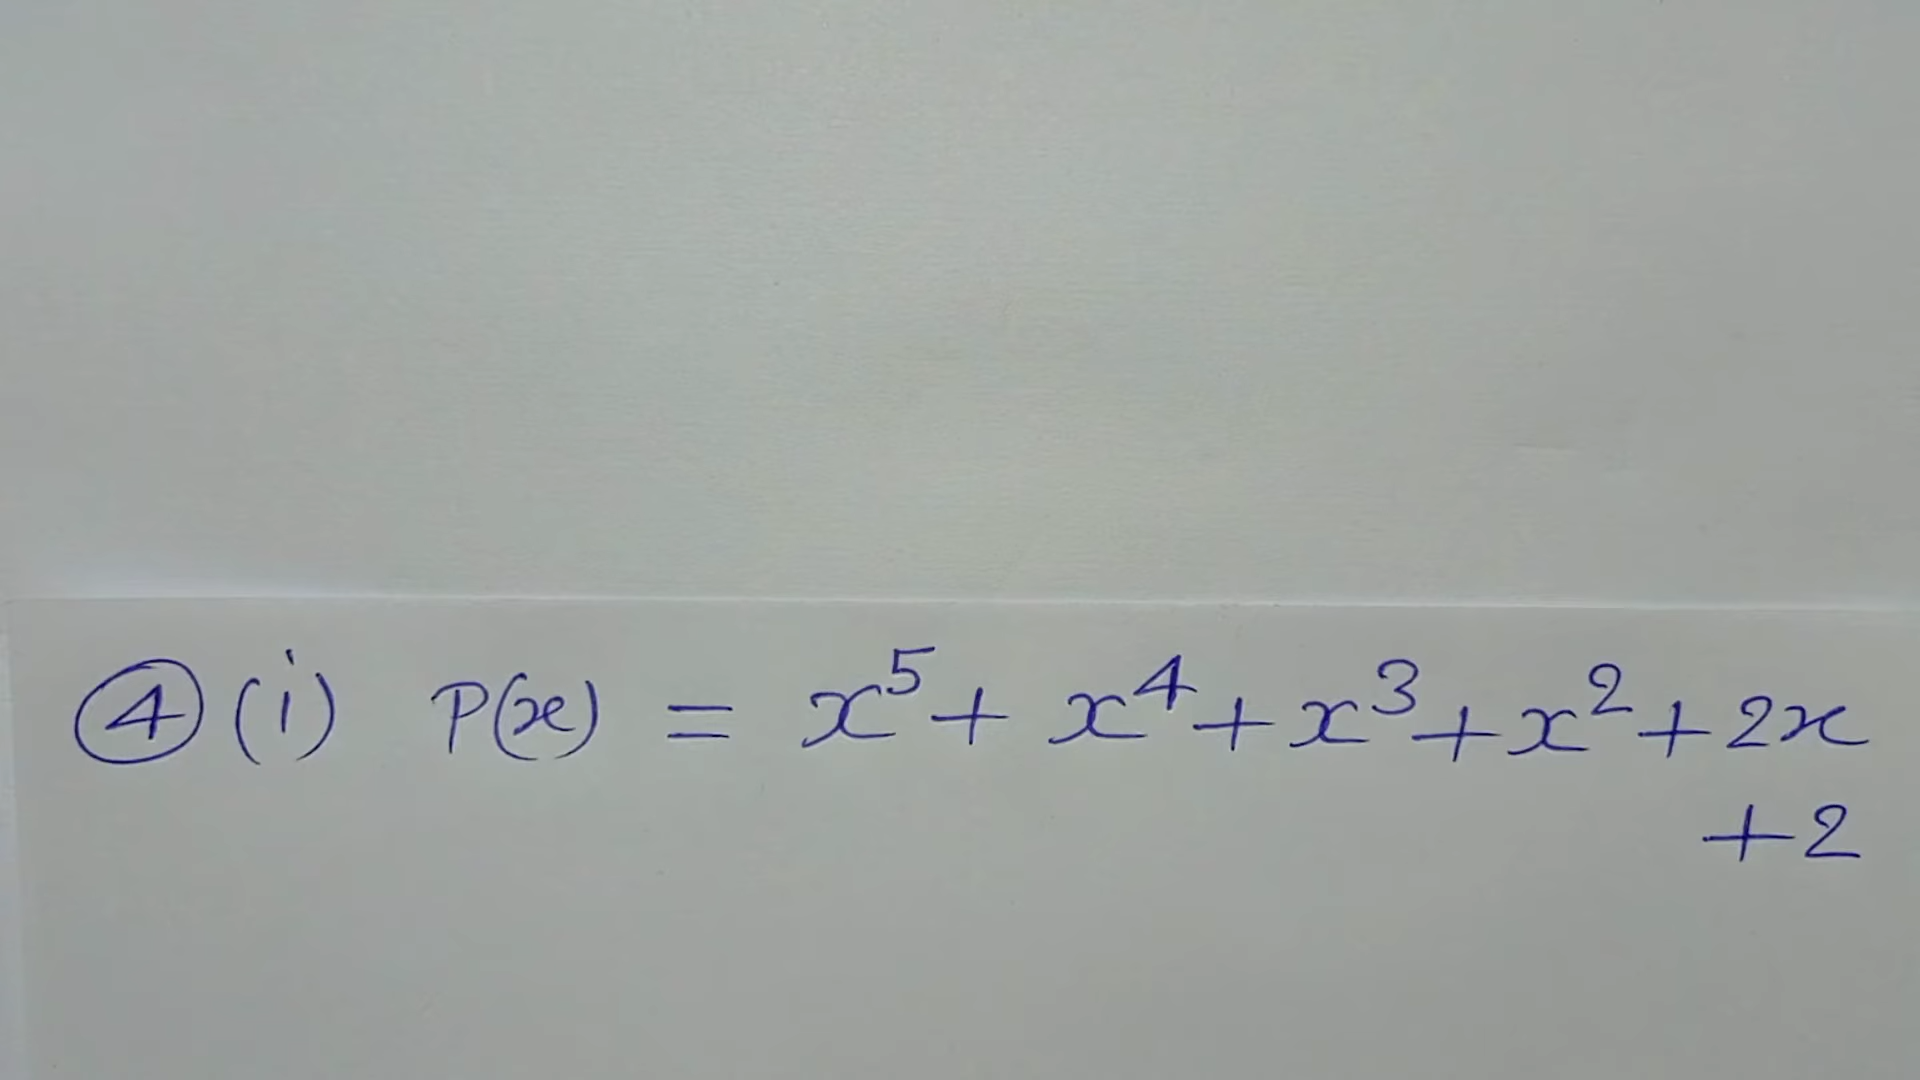 ④ (i) P(x) = x⁵ + x⁴ + x³ + x² + 2x
+2